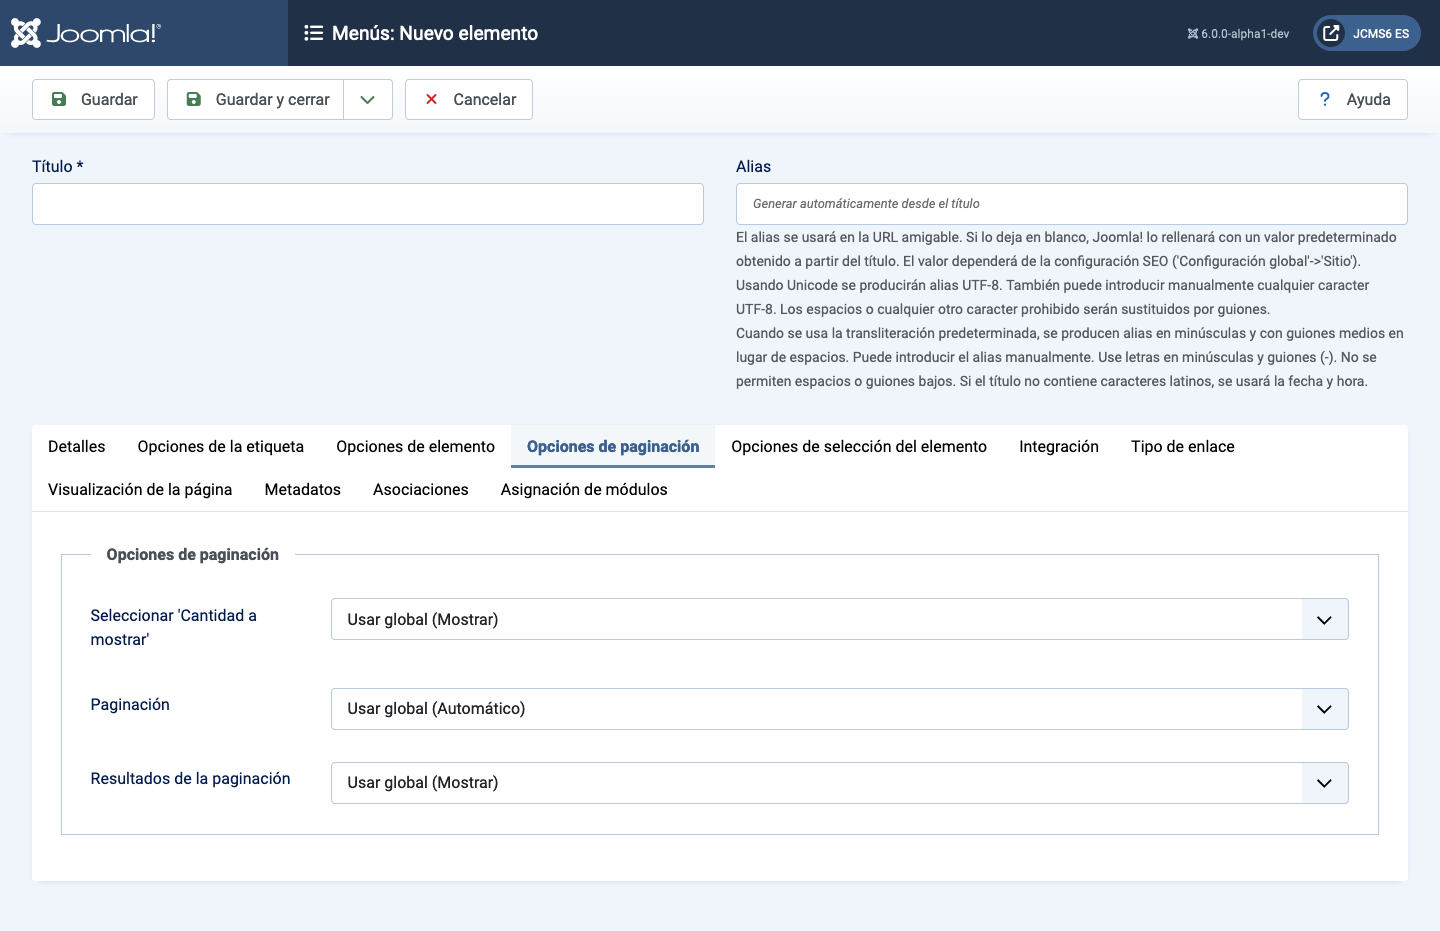 Joomla!®
Menús: Nuevo elemento
6.0.0-alpha1-dev
JCMS6 ES
Guardar
Guardar y cerrar
Cancelar
? Ayuda
Título *
Alias
Generar automáticamente desde el título
El alias se usará en la URL amigable. Si lo deja en blanco, Joomla! lo rellenará con un valor predeterminado
obtenido a partir del título. El valor dependerá de la configuración SEO ('Configuración global'->'Sitio').
Usando Unicode se producirán alias UTF-8. También puede introducir manualmente cualquier caracter
UTF-8. Los espacios o cualquier otro caracter prohibido serán sustituidos por guiones.
Cuando se usa la transliteración predeterminada, se producen alias en minúsculas y con guiones medios en
lugar de espacios. Puede introducir el alias manualmente. Use letras en minúsculas y guiones (-). No se
permiten espacios o guiones bajos. Si el título no contiene caracteres latinos, se usará la fecha y hora.
Detalles
Opciones de la etiqueta
Opciones de elemento
Opciones de paginación
Opciones de selección del elemento
Integración
Tipo de enlace
Visualización de la página
Metadatos
Asociaciones
Asignación de módulos
Opciones de paginación
Seleccionar 'Cantidad a
mostrar'
Usar global (Mostrar)
Paginación
Usar global (Automático)
Resultados de la paginación
Usar global (Mostrar)